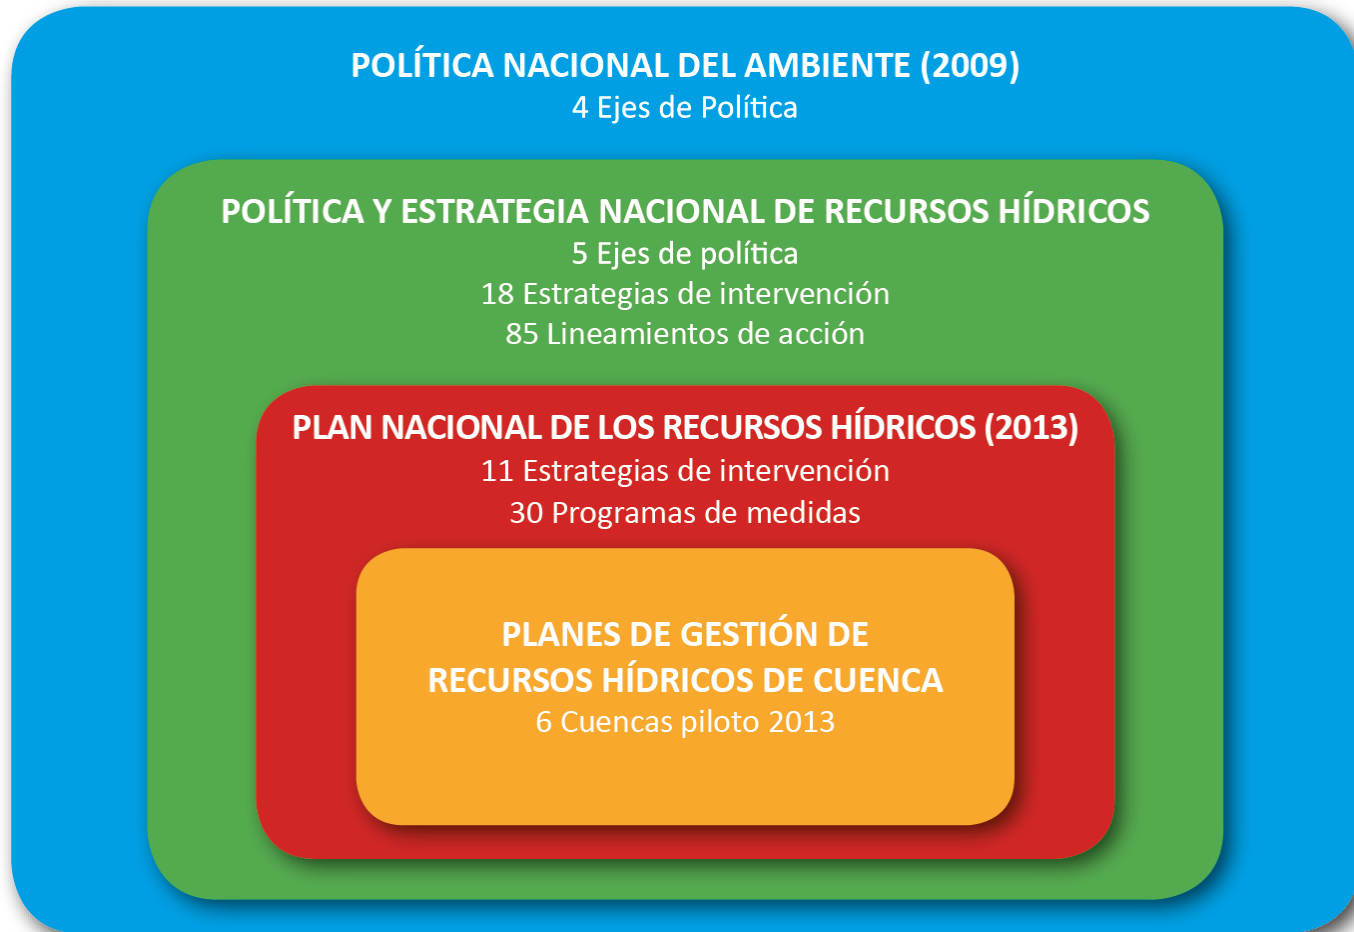 POLÍTICA NACIONAL DEL AMBIENTE (2009)
4 Ejes de Política
POLÍTICA Y ESTRATEGIA NACIONAL DE RECURSOS HÍDRICOS
5 Ejes de política
18 Estrategias de intervención
85 Lineamientos de acción
PLAN NACIONAL DE LOS RECURSOS HÍDRICOS (2013)
11 Estrategias de intervención
30 Programas de medidas
PLANES DE GESTIÓN DE
RECURSOS HÍDRICOS DE CUENCA
6 Cuencas piloto 2013